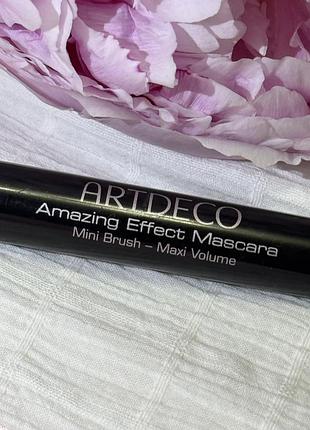 ARTDECO
Amazing Effect Mascara
Mini Brush – Maxi Volume